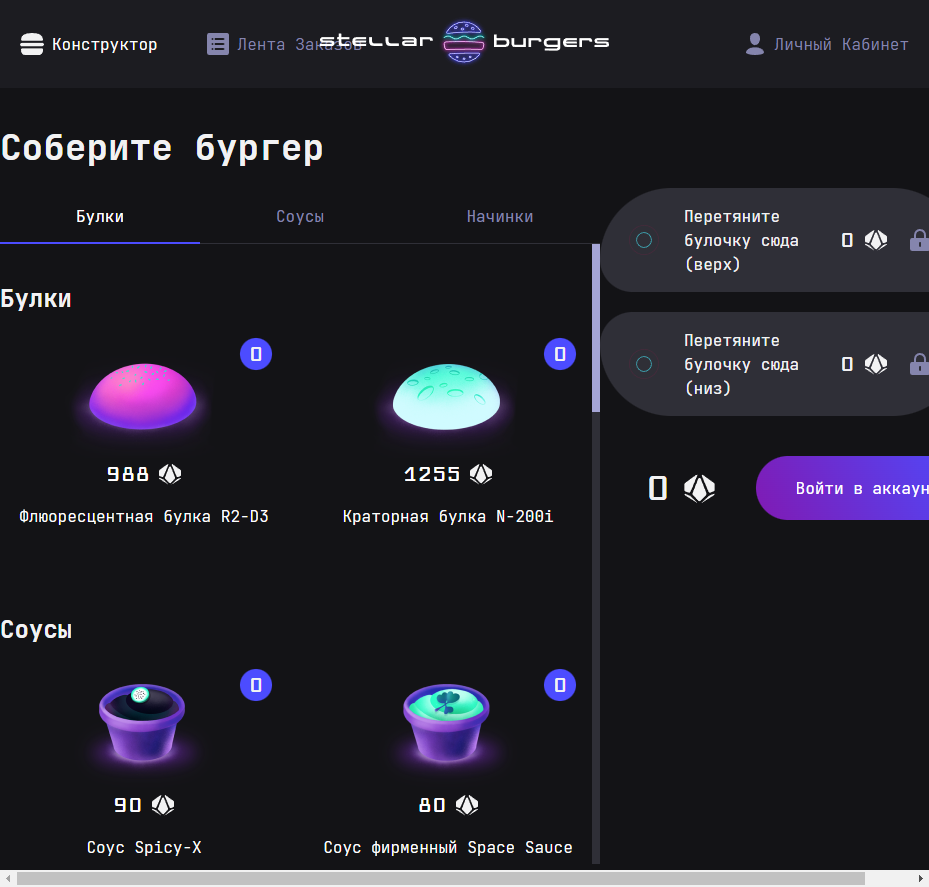 Конструктор
Лента Заказов
stellar burgers
Личный Кабинет
Соберите бургер
Булки
Соусы
Начинки
Булки
0
0
988
1255
Флюоресцентная булка R2-D3
Краторная булка N-200i
Соусы
0
0
90
80
Соус Spicy-X
Соус фирменный Space Sauce
Перетяните
булочку сюда
(верх)
0
Перетяните
булочку сюда
(низ)
0
0
Войти в аккаун